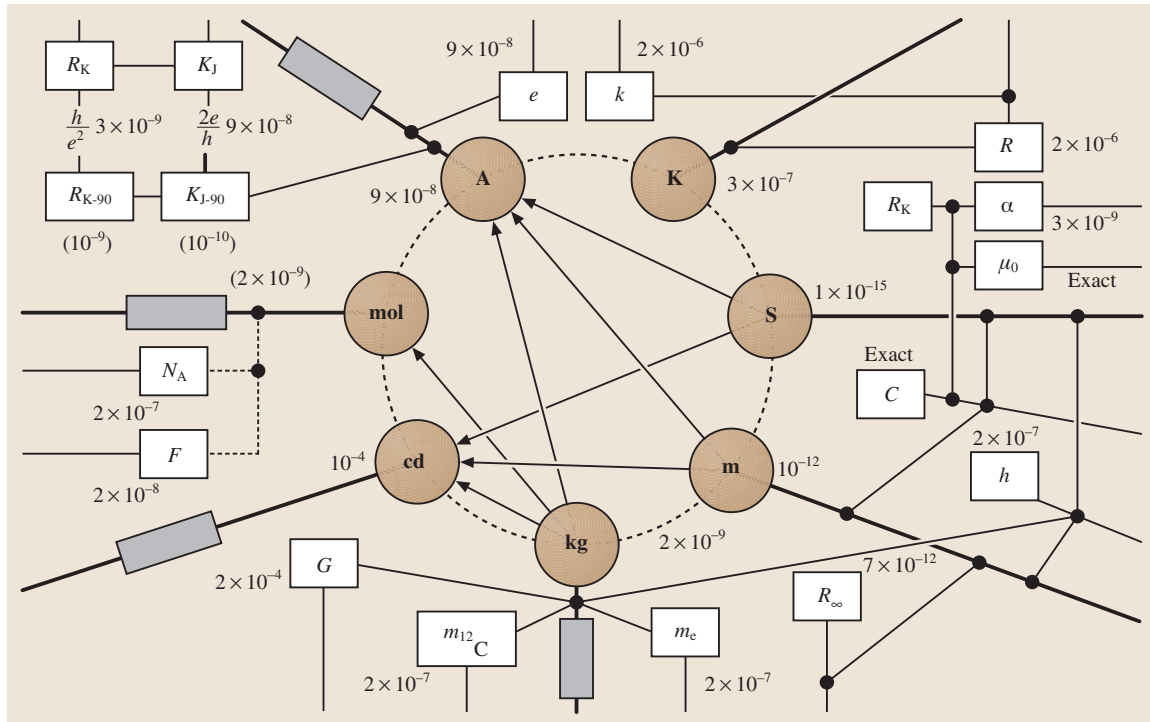 9 × 10⁻⁸
2 × 10⁻⁶
R_K
K_J
e
k
h/e² 3 × 10⁻⁹
2e/h 9 × 10⁻⁸
R
2 × 10⁻⁶
A
K
9 × 10⁻⁸
3 × 10⁻⁷
R_K-90
K_J-90
(10⁻⁹)
(10⁻¹⁰)
R_K
α
3 × 10⁻⁹
μ₀
Exact
(2 × 10⁻⁹)
1 × 10⁻¹⁵
mol
S
N_A
2 × 10⁻⁷
Exact
C
F
2 × 10⁻⁸
10⁻⁴
cd
m
10⁻¹²
2 × 10⁻⁷
h
kg
2 × 10⁻⁹
G
2 × 10⁻⁴
7 × 10⁻¹²
R_∞
m₁₂C
m_e
2 × 10⁻⁷
2 × 10⁻⁷